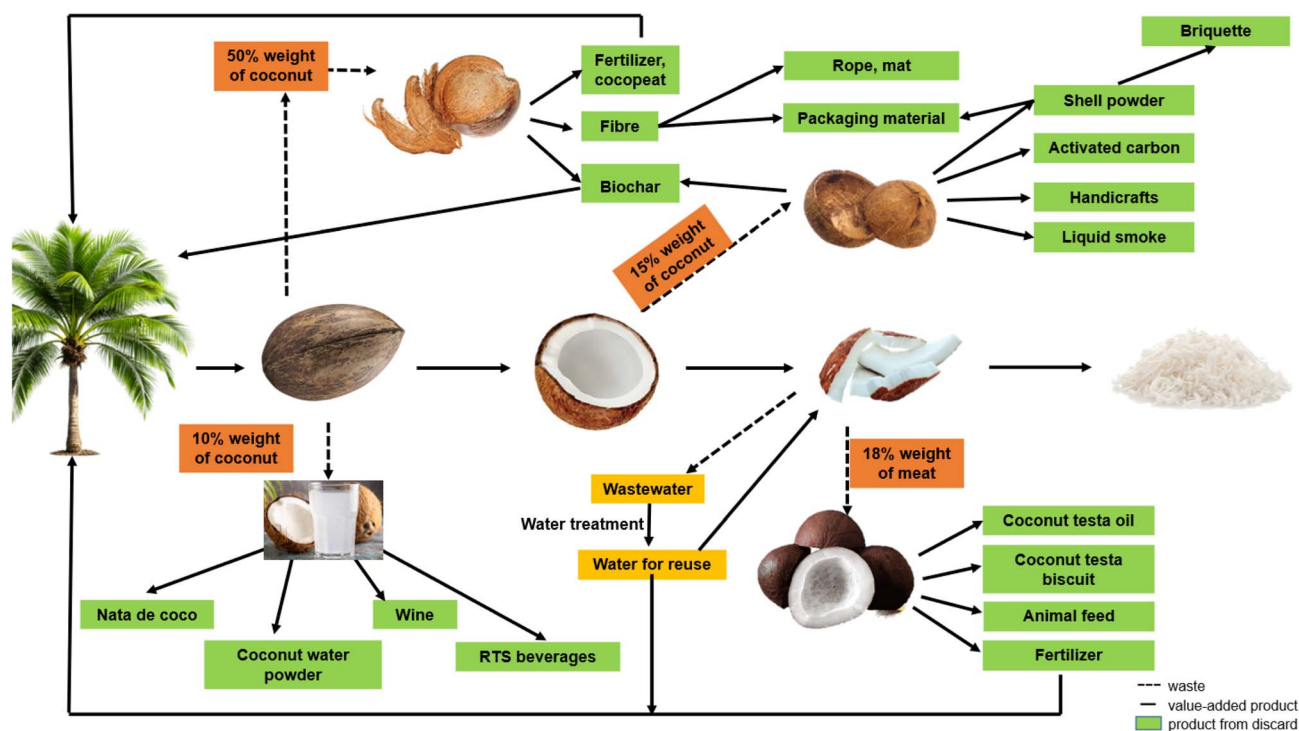 Briquette
50% weight
of coconut
Fertilizer,
cocopeat
Rope, mat
Shell powder
Fibre
Packaging material
Activated carbon
Biochar
Handicrafts
15% weight
of coconut
Liquid smoke
10% weight
of coconut
18% weight
of meat
Wastewater
Water treatment
Water for reuse
Coconut testa oil
Coconut testa
biscuit
Animal feed
Fertilizer
Nata de coco
Wine
Coconut water
powder
RTS beverages
waste
value-added product
product from discard